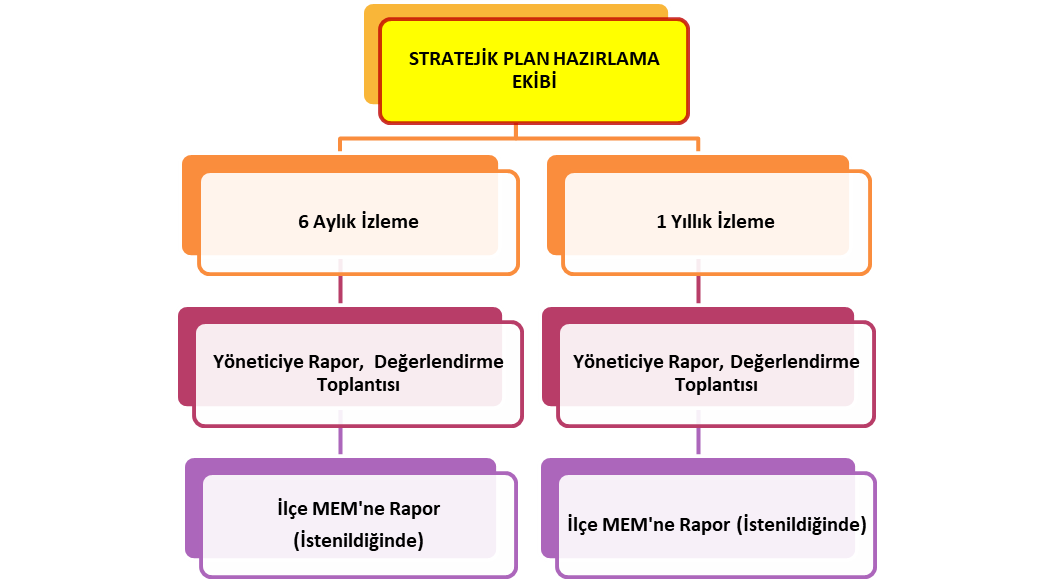 STRATEJİK PLAN HAZIRLAMA
EKİBİ
6 Aylık İzleme
1 Yıllık İzleme
Yöneticiye Rapor, Değerlendirme
Toplantısı
Yöneticiye Rapor, Değerlendirme
Toplantısı
İlçe MEM'ne Rapor
(İstenildiğinde)
İlçe MEM'ne Rapor (İstenildiğinde)